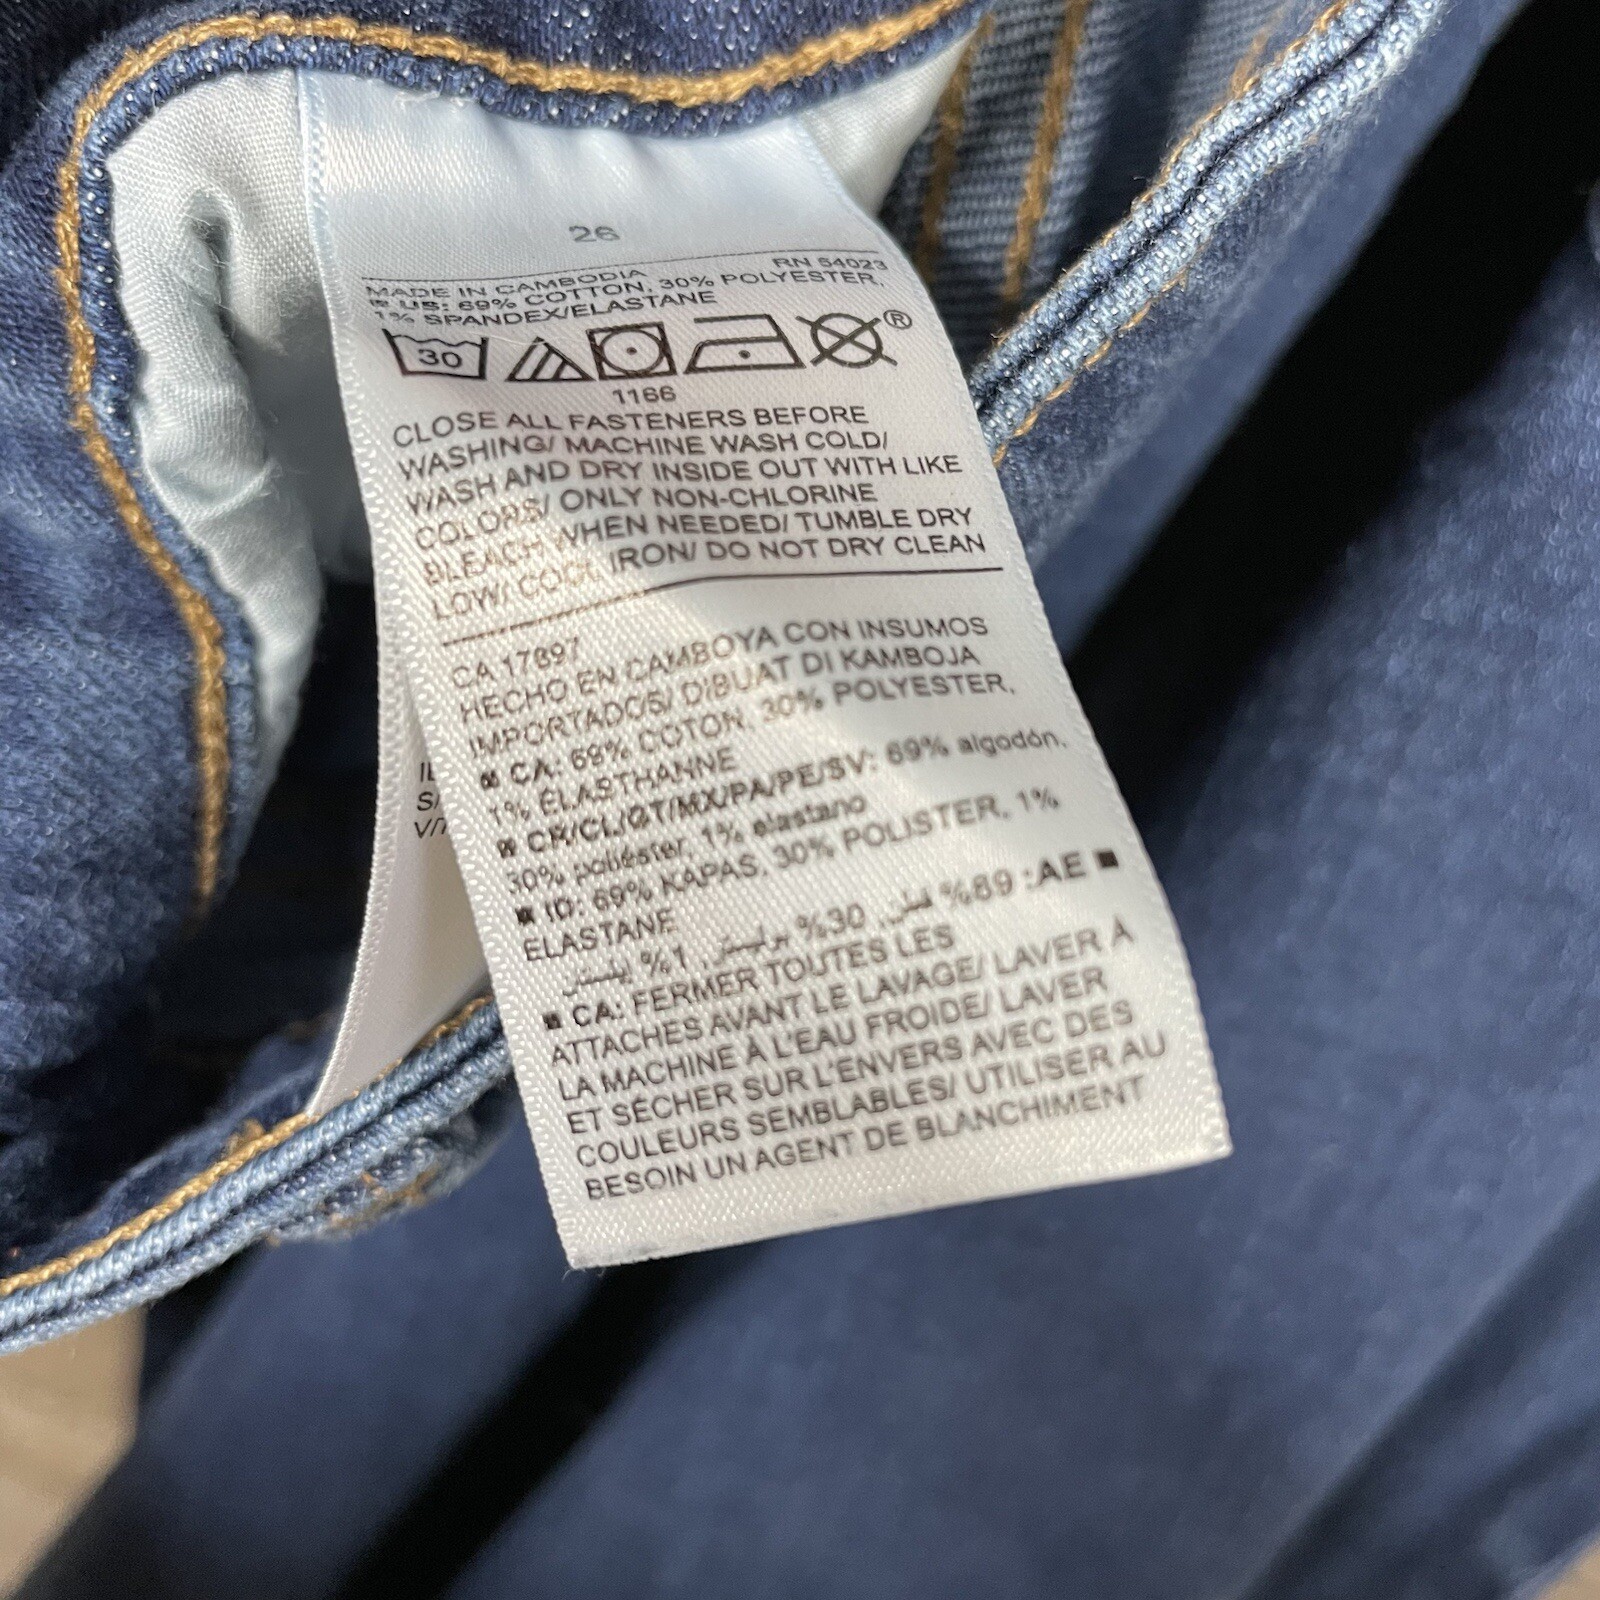 26
RN 54023
MADE IN CAMBODIA
US: 69% COTTON, 30% POLYESTER,
1% SPANDEX/ELASTANE
30
®
1166
CLOSE ALL FASTENERS BEFORE
WASHING/ MACHINE WASH COLD/
WASH AND DRY INSIDE OUT WITH LIKE
COLORS/ ONLY NON-CHLORINE
BLEACH WHEN NEEDED/ TUMBLE DRY
LOW/ COOL IRON/ DO NOT DRY CLEAN
CA 17897
HECHO EN CAMBOYA CON INSUMOS
IMPORTADOS/ DIBUAT DI KAMBOJA
■ CA: 69% COTON, 30% POLYESTER,
1% ÉLASTHANNE
■ CR/CL/GT/MX/PA/PE/SV: 69% algodón,
30% poliéster, 1% elastano
■ ID: 69% KAPAS, 30% POLISTER, 1%
ELASTANE
■ AE: 69%, 30%
1%
■ CA: FERMER TOUTES LES
ATTACHES AVANT LE LAVAGE/ LAVER À
LA MACHINE À L'EAU FROIDE/ LAVER
ET SÉCHER SUR L'ENVERS AVEC DES
COULEURS SEMBLABLES/ UTILISER AU
BESOIN UN AGENT DE BLANCHIMENT